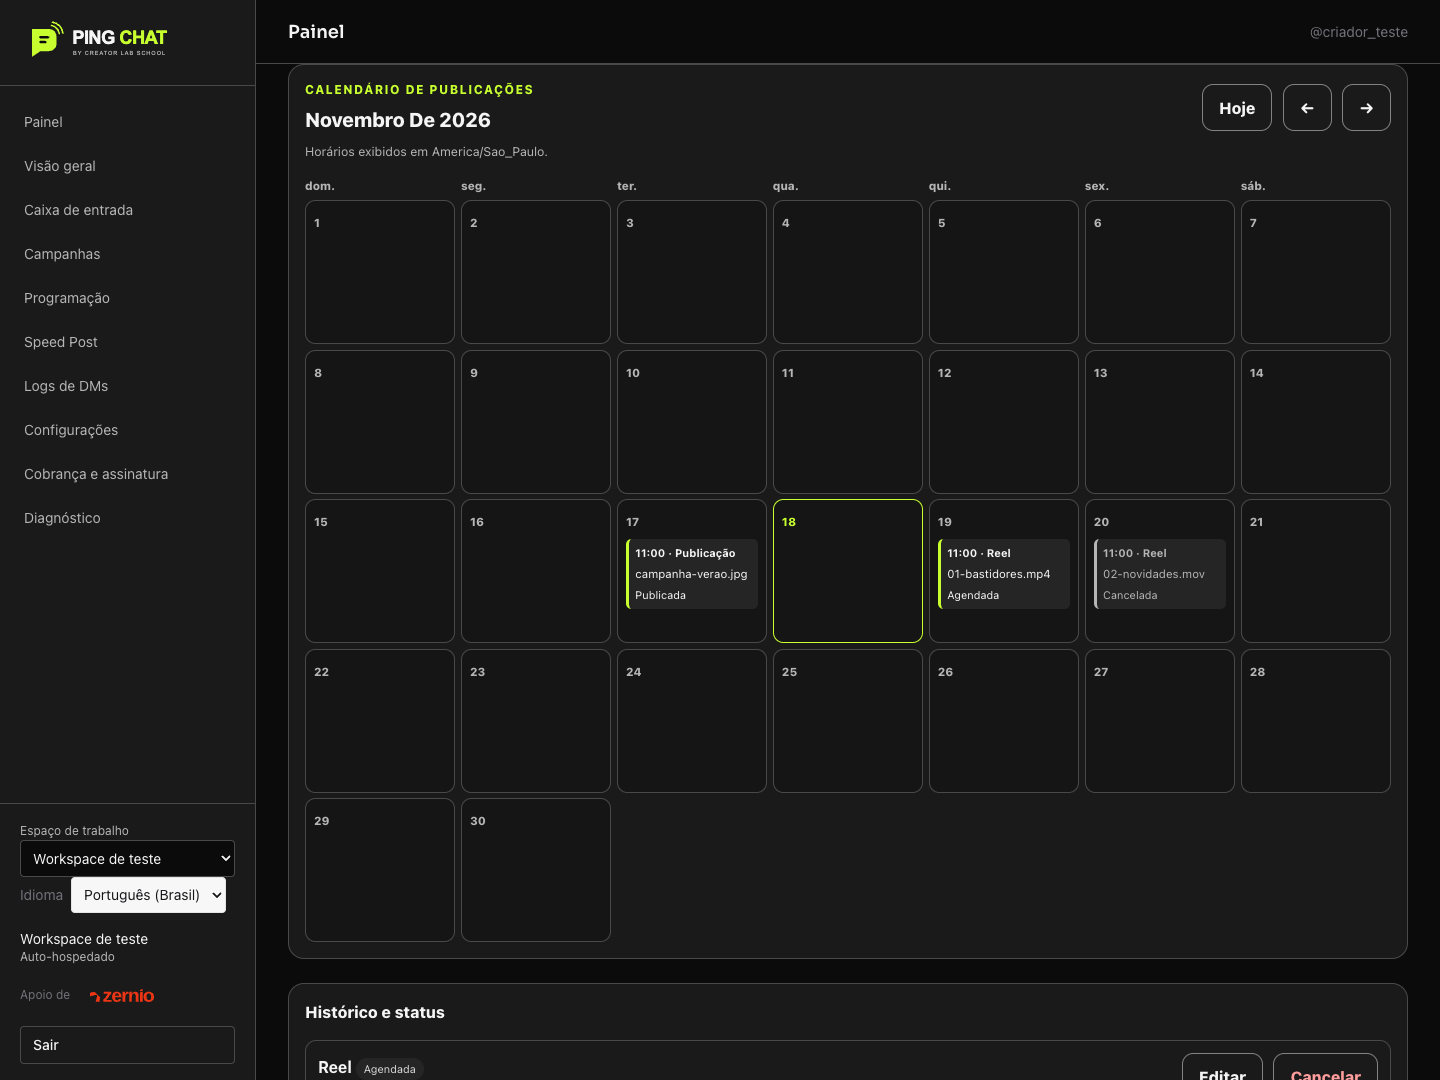 PING CHAT
BY CREATOR LAB SCHOOL
Painel
Visão geral
Caixa de entrada
Campanhas
Programação
Speed Post
Logs de DMs
Configurações
Cobrança e assinatura
Diagnóstico
Espaço de trabalho
Workspace de teste
Idioma Português (Brasil)
Workspace de teste
Auto-hospedado
Apoio de zernio
Sair
Painel
@criador_teste
CALENDÁRIO DE PUBLICAÇÕES
Novembro De 2026
Horários exibidos em America/Sao_Paulo.
Hoje ← →
dom. seg. ter. qua. qui. sex. sáb.
1 2 3 4 5 6 7
8 9 10 11 12 13 14
15 16 17 18 19 20 21
11:00 · Publicação
campanha-verao.jpg
Publicada
11:00 · Reel
01-bastidores.mp4
Agendada
11:00 · Reel
02-novidades.mov
Cancelada
22 23 24 25 26 27 28
29 30
Histórico e status
Reel Agendada
Editar Cancelar